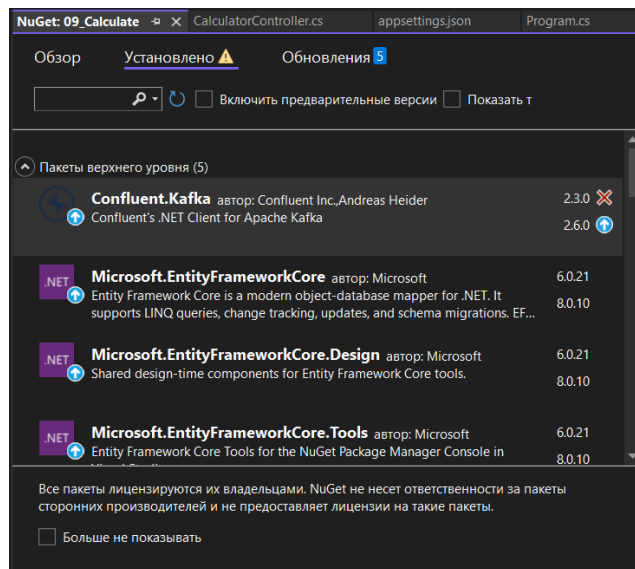 NuGet: 09_Calculate CalculatorController.cs appsettings.json Program.cs
Обзор Установлено Обновления 5
Включить предварительные версии Показать т
Пакеты верхнего уровня (5)
Confluent.Kafka автор: Confluent Inc.,Andreas Heider 2.3.0
Confluent's .NET Client for Apache Kafka
2.6.0
.NET Microsoft.EntityFrameworkCore автор: Microsoft 6.0.21
Entity Framework Core is a modern object-database mapper for .NET. It
supports LINQ queries, change tracking, updates, and schema migrations. EF... 8.0.10
.NET Microsoft.EntityFrameworkCore.Design автор: Microsoft 6.0.21
Shared design-time components for Entity Framework Core tools.
8.0.10
.NET Microsoft.EntityFrameworkCore.Tools автор: Microsoft 6.0.21
Entity Framework Core Tools for the NuGet Package Manager Console in
8.0.10
Все пакеты лицензируются их владельцами. NuGet не несет ответственности за пакеты
сторонних производителей и не предоставляет лицензии на такие пакеты.
Больше не показывать